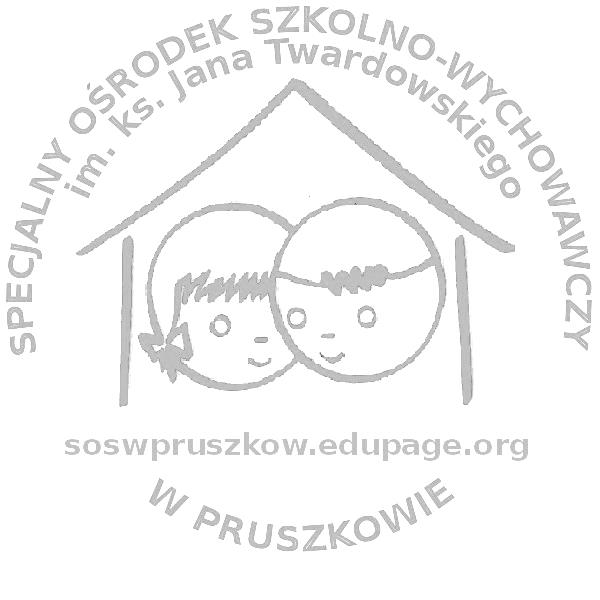 SPECJALNY OŚRODEK SZKOLNO-WYCHOWAWCZY
im. ks. Jana Twardowskiego
soswpruszkow.edupage.org
W PRUSZKOWIE